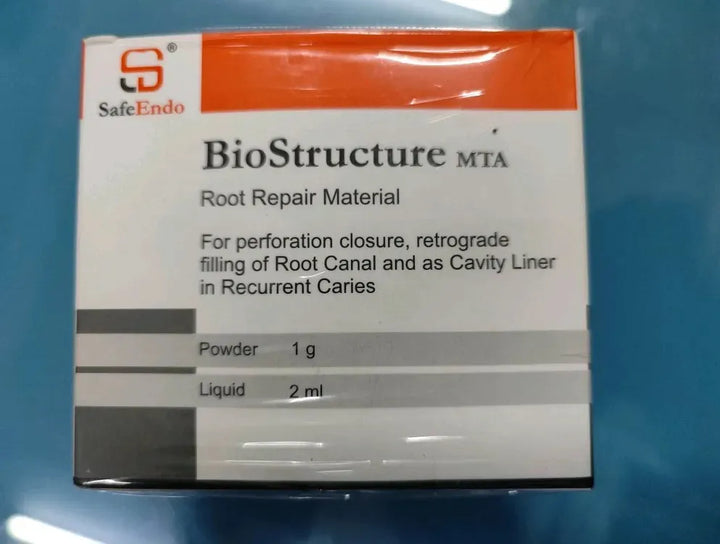 ®
SafeEndo
BioStructure MTA
Root Repair Material
For perforation closure, retrograde
filling of Root Canal and as Cavity Liner
in Recurrent Caries
Powder 1 g
Liquid 2 ml